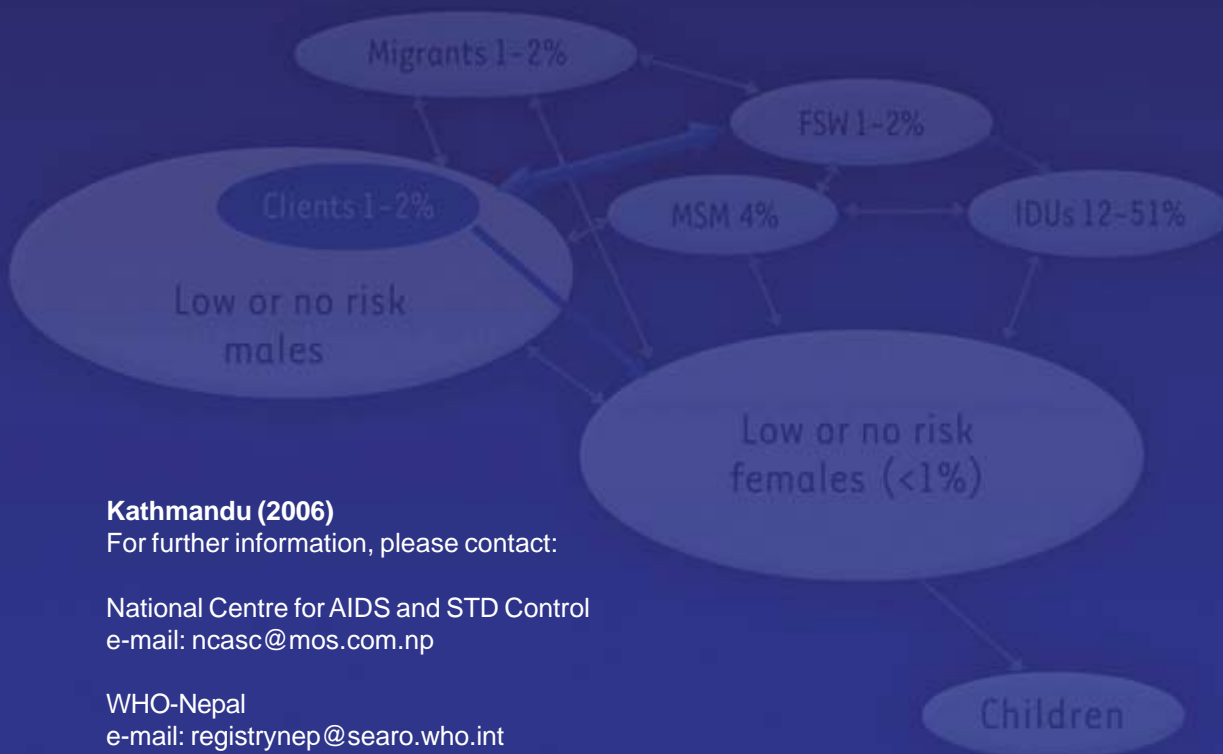 Migrants 1-2%
FSW 1-2%
Clients 1-2%
MSM 4%
IDUs 12-51%
Low or no risk
males
Low or no risk
females (<1%)
Kathmandu (2006)
For further information, please contact:
National Centre for AIDS and STD Control
e-mail: ncasc@mos.com.np
WHO-Nepal
e-mail: registrynep@searo.who.int
Children